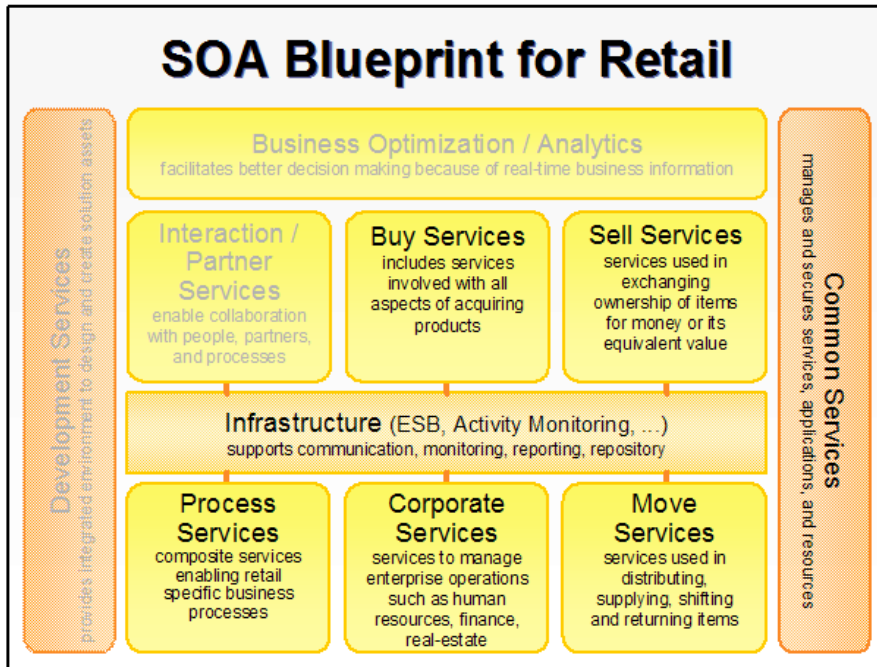 SOA Blueprint for Retail
Development Services
provides integrated environment to design and create solution assets
Business Optimization / Analytics
facilitates better decision making because of real-time business information
Interaction /
Partner
Services
enable collaboration
with people, partners,
and processes
Buy Services
includes services
involved with all
aspects of acquiring
products
Sell Services
services used in
exchanging
ownership of items
for money or its
equivalent value
Infrastructure (ESB, Activity Monitoring, ...)
supports communication, monitoring, reporting, repository
Process
Services
composite services
enabling retail
specific business
processes
Corporate
Services
services to manage
enterprise operations
such as human
resources, finance,
real-estate
Move
Services
services used in
distributing,
supplying, shifting
and returning items
Common Services
manages and secures services, applications, and resources